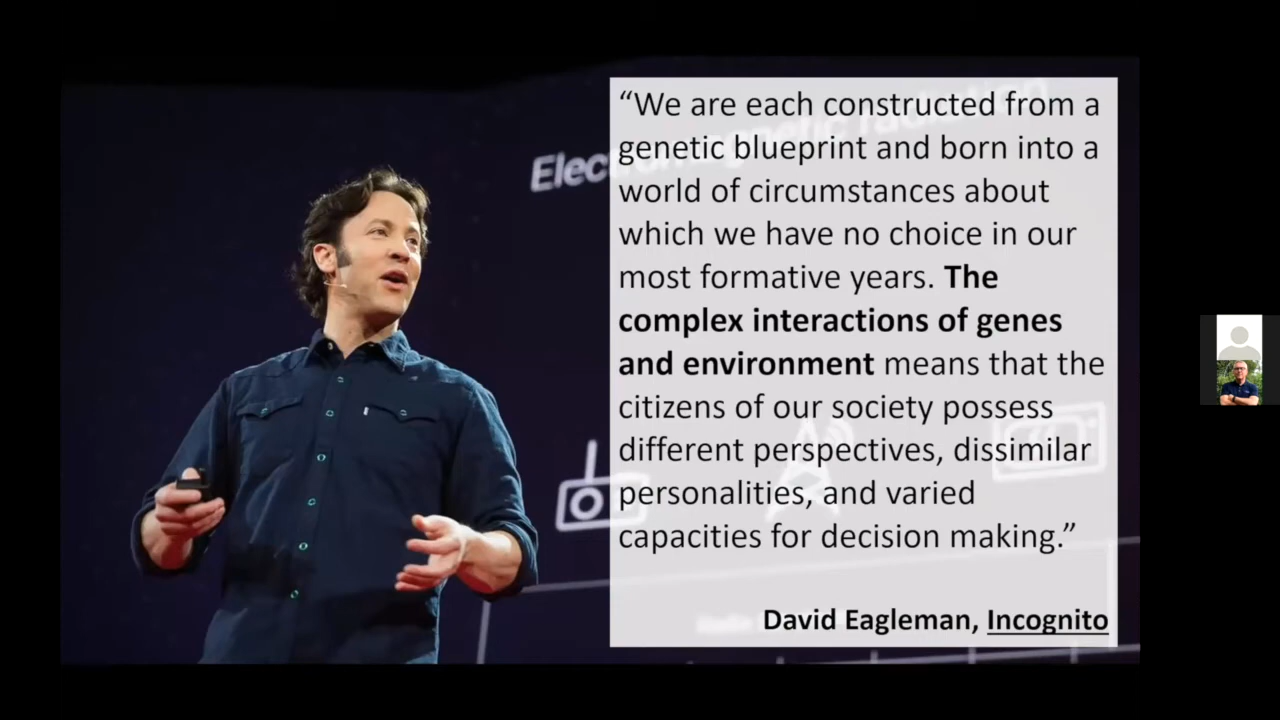 “We are each constructed from a
genetic blueprint and born into a
world of circumstances about
which we have no choice in our
most formative years. The
complex interactions of genes
and environment means that the
citizens of our society possess
different perspectives, dissimilar
personalities, and varied
capacities for decision making.”
David Eagleman, Incognito
Elec